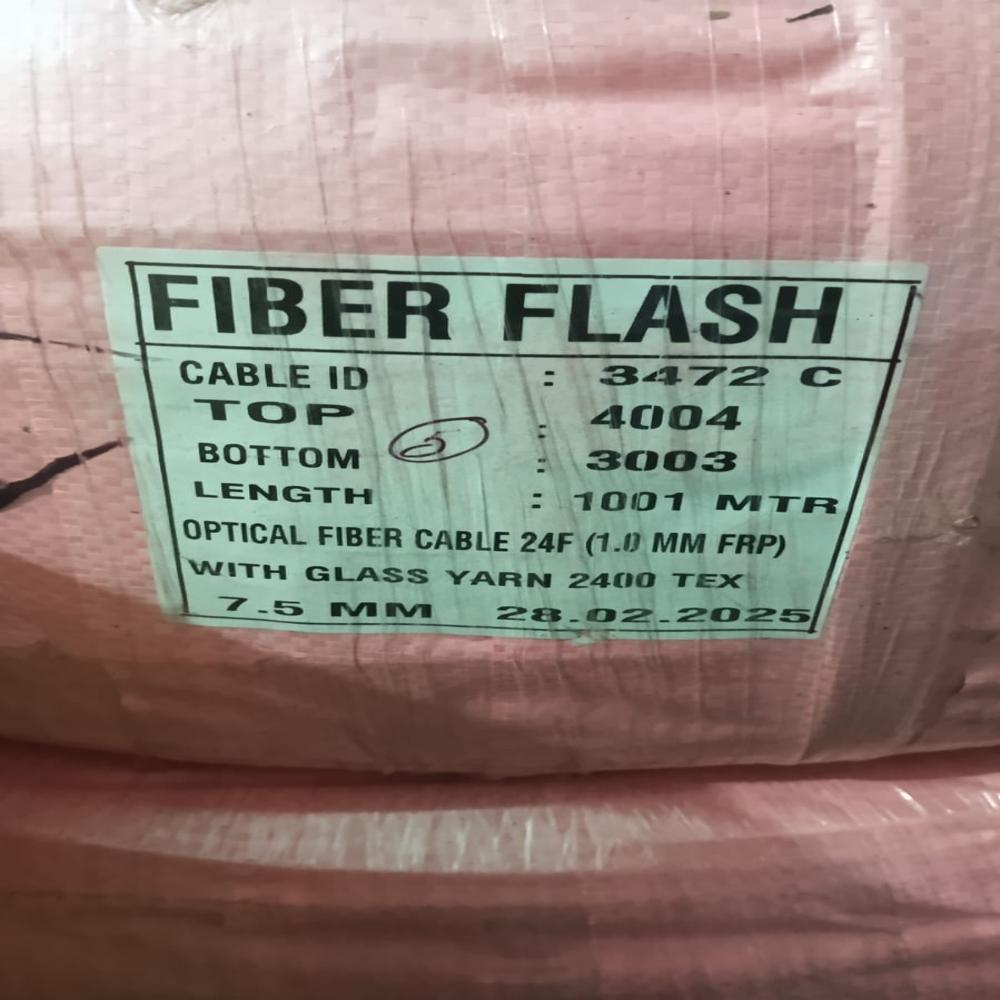 FIBER FLASH
CABLE ID : 3472 C
TOP : 4004
5
BOTTOM : 3003
LENGTH : 1001 MTR
OPTICAL FIBER CABLE 24F (1.0 MM FRP)
WITH GLASS YARN 2400 TEX
7.5 MM 28.02.2025